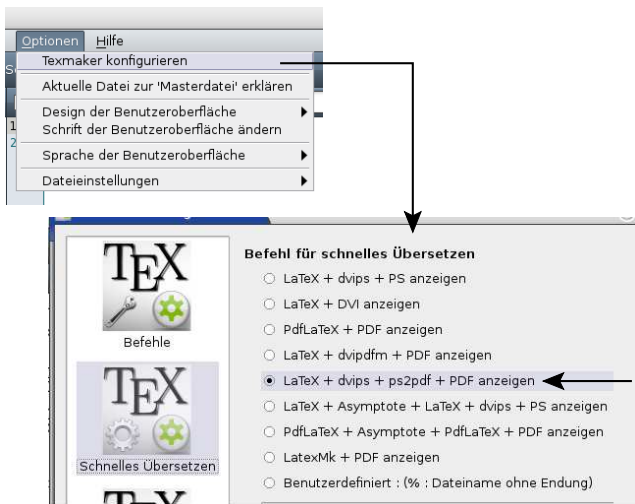 Optionen Hilfe
Texmaker konfigurieren
Aktuelle Datei zur 'Masterdatei' erklären
Design der Benutzeroberfläche
1
Schrift der Benutzeroberfläche ändern
2
Sprache der Benutzeroberfläche
Dateieinstellungen
TEX
Befehle
TEX
Schnelles Übersetzen
Befehl für schnelles Übersetzen
LaTeX + dvips + PS anzeigen
LaTeX + DVI anzeigen
PdfLaTeX + PDF anzeigen
LaTeX + dvipdfm + PDF anzeigen
LaTeX + dvips + ps2pdf + PDF anzeigen
LaTeX + Asymptote + LaTeX + dvips + PS anzeigen
PdfLaTeX + Asymptote + PdfLaTeX + PDF anzeigen
LatexMk + PDF anzeigen
Benutzerdefiniert : (% : Dateiname ohne Endung)